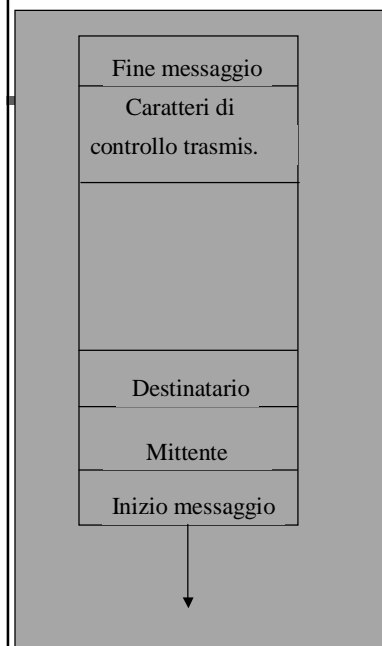 Fine messaggio
Caratteri di
controllo trasmis.
Destinatario
Mittente
Inizio messaggio